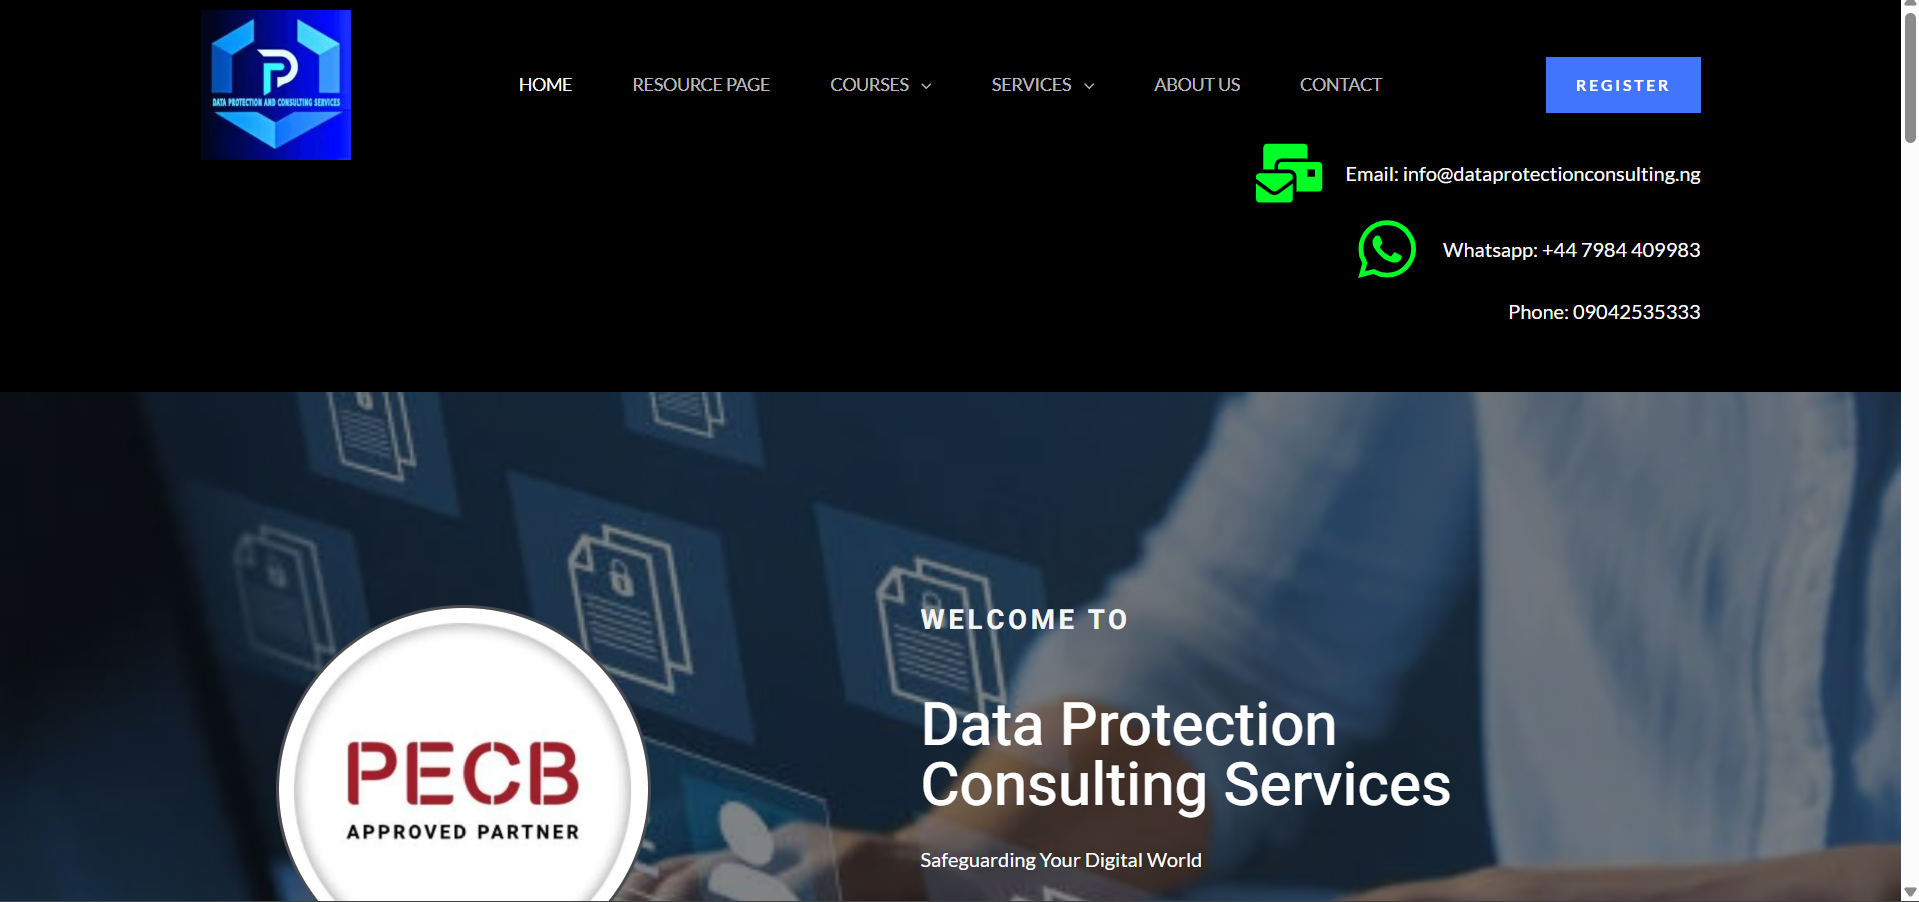 P
DATA PROTECTION AND CONSULTING SERVICES
HOME
RESOURCE PAGE
COURSES
SERVICES
ABOUT US
CONTACT
REGISTER
Email: info@dataprotectionconsulting.ng
Whatsapp: +44 7984 409983
Phone: 09042535333
WELCOME TO
Data Protection
Consulting Services
Safeguarding Your Digital World
PECB
APPROVED PARTNER